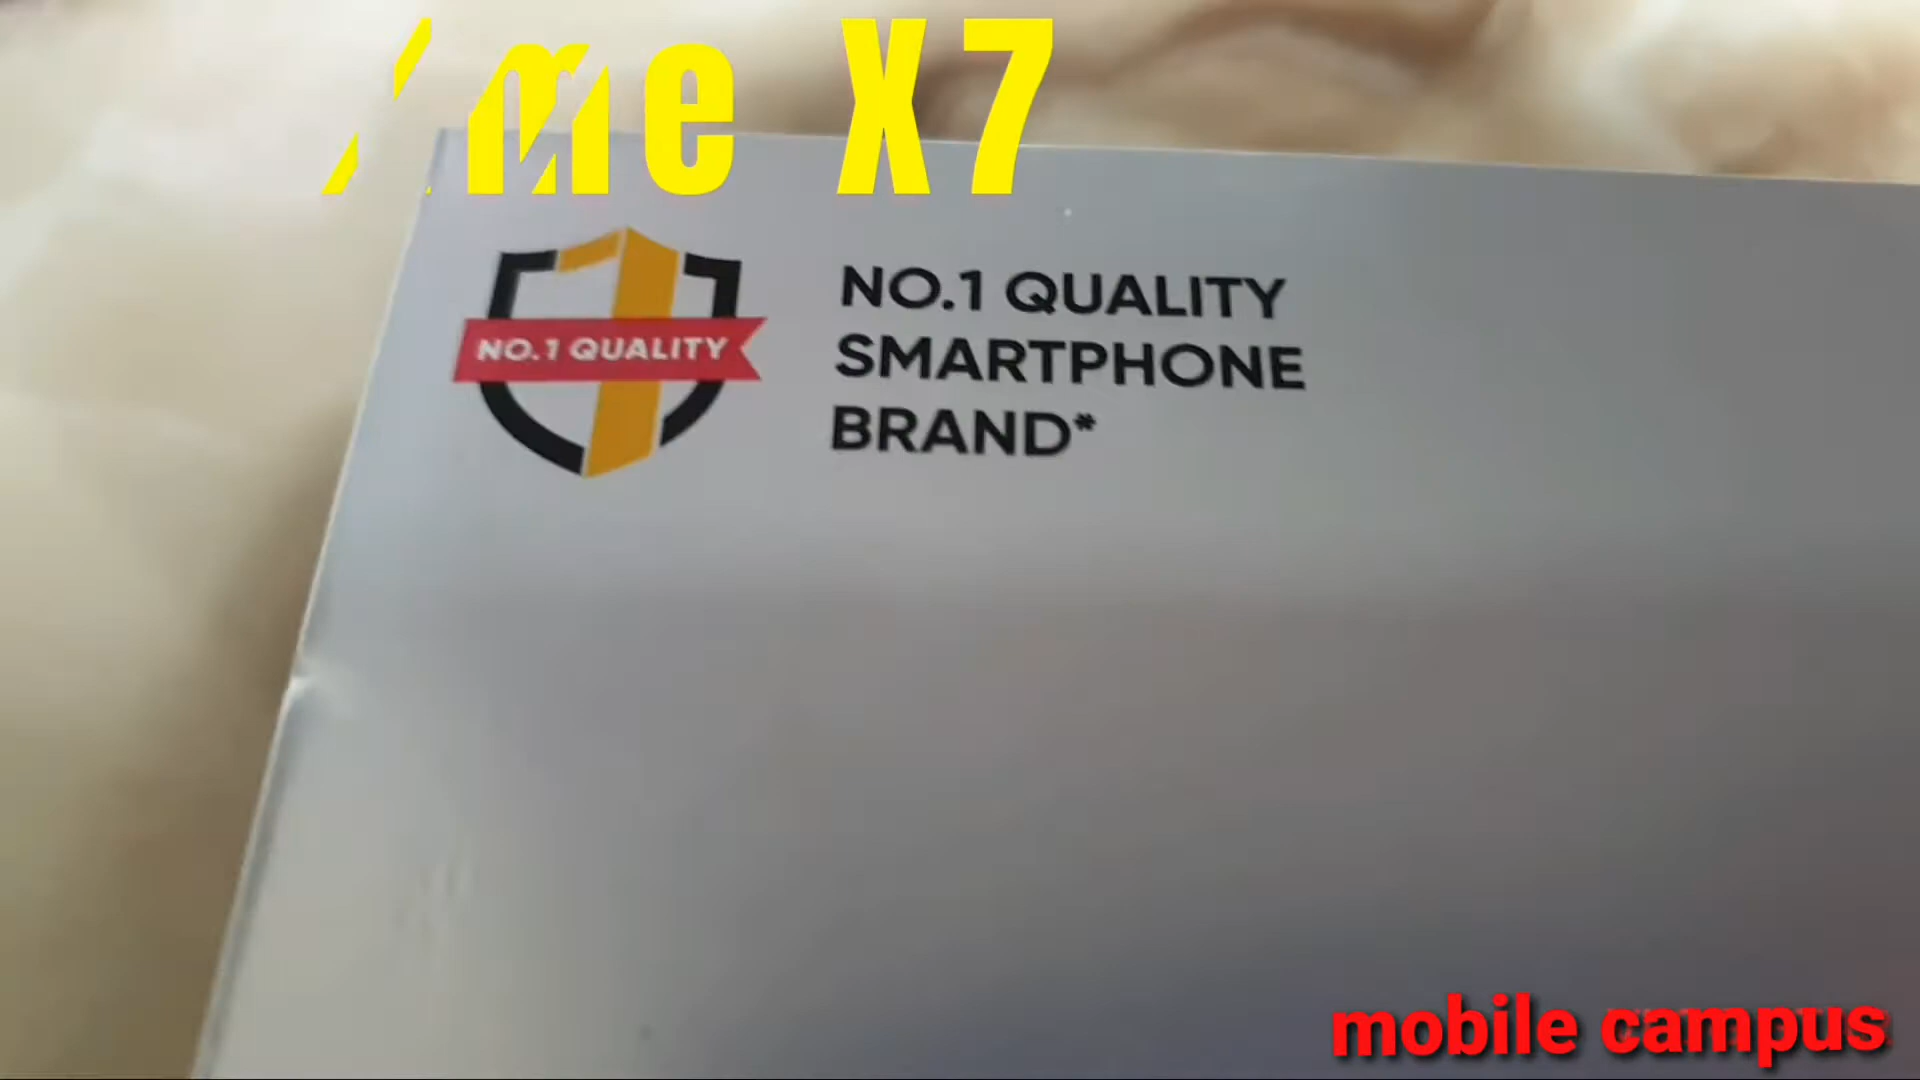 me X7
NO.1 QUALITY
NO.1 QUALITY
SMARTPHONE
BRAND*
mobile campus